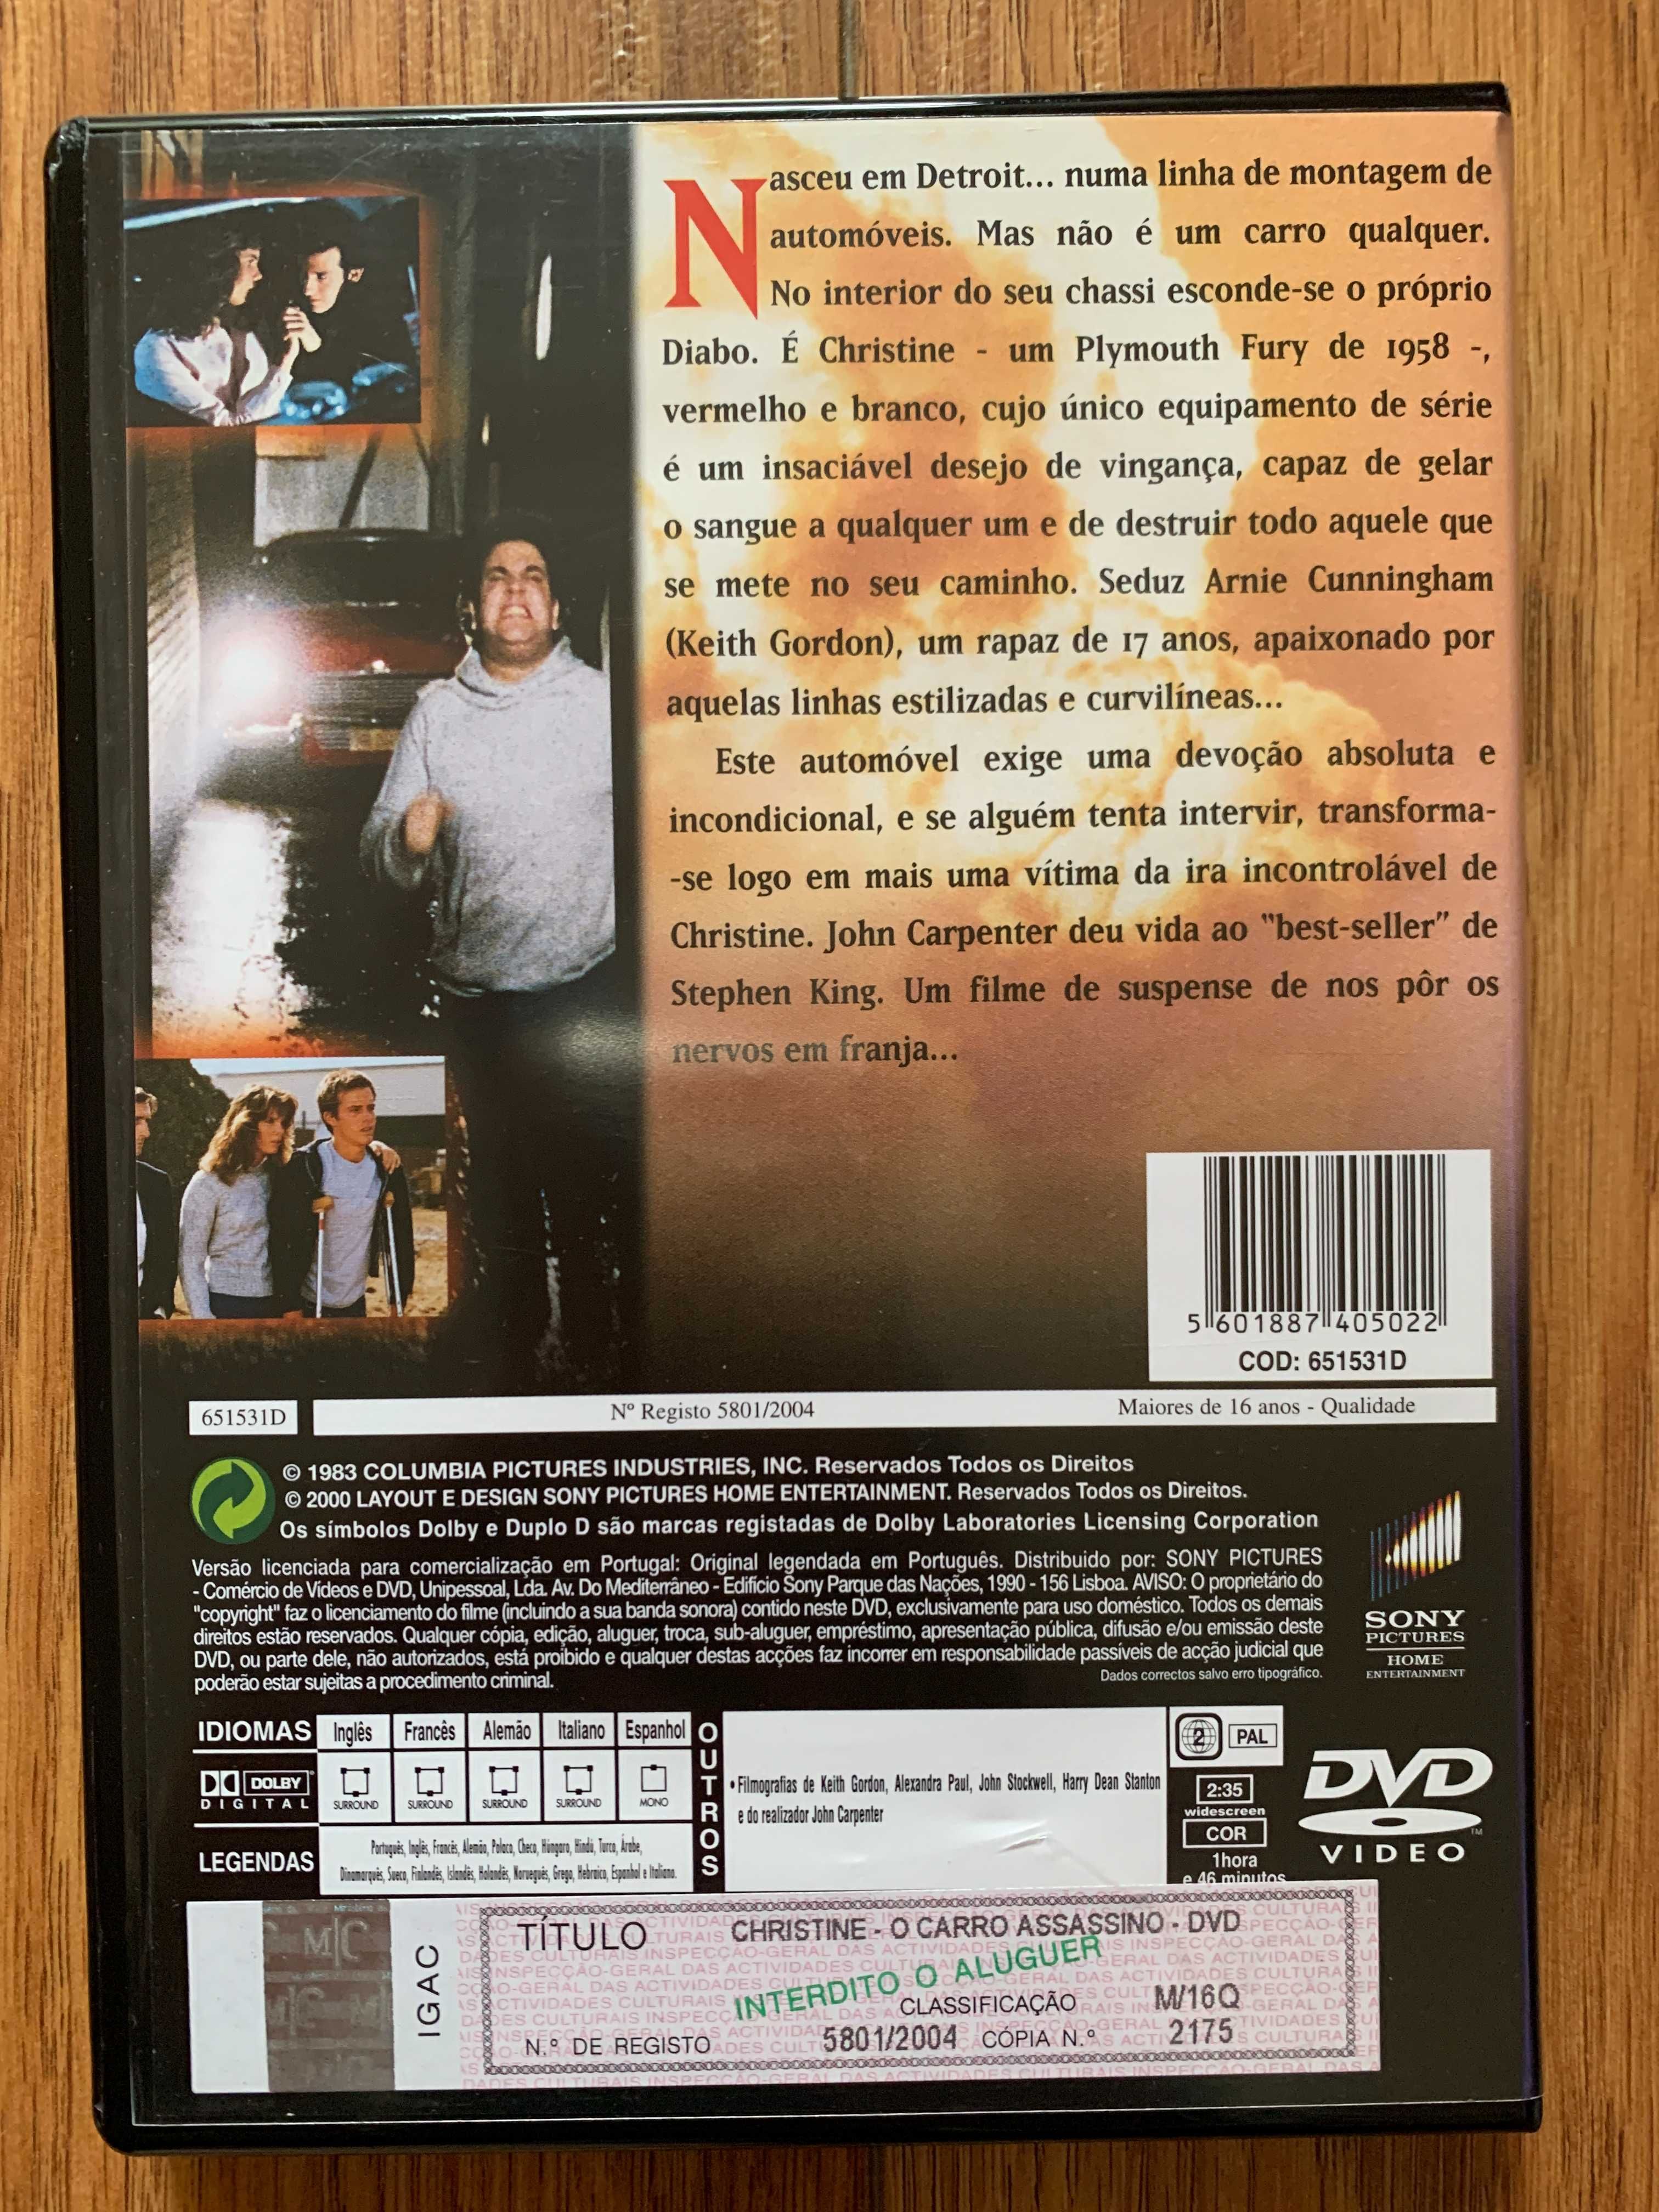 Nasceu em Detroit... numa linha de montagem de
automóveis. Mas não é um carro qualquer.
No interior do seu chassi esconde-se o próprio
Diabo. É Christine - um Plymouth Fury de 1958 -,
vermelho e branco, cujo único equipamento de série
é um insaciável desejo de vingança, capaz de gelar
o sangue a qualquer um e de destruir todo aquele que
se mete no seu caminho. Seduz Arnie Cunningham
(Keith Gordon), um rapaz de 17 anos, apaixonado por
aquelas linhas estilizadas e curvilíneas...
Este automóvel exige uma devoção absoluta e
incondicional, e se alguém tenta intervir, transforma-
-se logo em mais uma vítima da ira incontrolável de
Christine. John Carpenter deu vida ao "best-seller" de
Stephen King. Um filme de suspense de nos pôr os
nervos em franja...
5 601887 405022
COD: 651531D
651531D
Nº Registo 5801/2004
Maiores de 16 anos - Qualidade
© 1983 COLUMBIA PICTURES INDUSTRIES, INC. Reservados Todos os Direitos
© 2000 LAYOUT E DESIGN SONY PICTURES HOME ENTERTAINMENT. Reservados Todos os Direitos.
Os símbolos Dolby e Duplo D são marcas registadas de Dolby Laboratories Licensing Corporation
Versão licenciada para comercialização em Portugal: Original legendada em Português. Distribuido por: SONY PICTURES
- Comércio de Vídeos e DVD, Unipessoal, Lda. Av. Do Mediterrâneo - Edifício Sony Parque das Nações, 1990 - 156 Lisboa. AVISO: O proprietário do
"copyright" faz o licenciamento do filme (incluindo a sua banda sonora) contido neste DVD, exclusivamente para uso doméstico. Todos os demais
direitos estão reservados. Qualquer cópia, edição, aluguer, troca, sub-aluguer, empréstimo, apresentação pública, difusão e/ou emissão deste
DVD, ou parte dele, não autorizados, está proibido e qualquer destas acções faz incorrer em responsabilidade passíveis de acção judicial que
poderão estar sujeitas a procedimento criminal.
Dados correctos salvo erro tipográfico.
SONY
PICTURES
HOME
ENTERTAINMENT
IDIOMAS
Inglês
Francês
Alemão
Italiano
Espanhol
DOLBY
DIGITAL
SURROUND
SURROUND
SURROUND
SURROUND
MONO
LEGENDAS
Português, Inglês, Francês, Alemão, Polaco, Checo, Húngaro, Hindú, Turco, Árabe,
Dinamarquês, Sueco, Finlandês, Islandês, Holandês, Norueguês, Grego, Hebraico, Espanhol e Italiano.
OUTROS
• Filmografias de Keith Gordon, Alexandra Paul, John Stockwell, Harry Dean Stanton
e do realizador John Carpenter
2
PAL
2:35
widescreen
COR
1hora
e 46 minutos
DVD
VIDEO
TM
IGAC
TÍTULO
CHRISTINE - O CARRO ASSASSINO - DVD
INTERDITO O ALUGUER
CLASSIFICAÇÃO
M/16Q
N.º DE REGISTO
5801/2004
CÓPIA N.º
2175